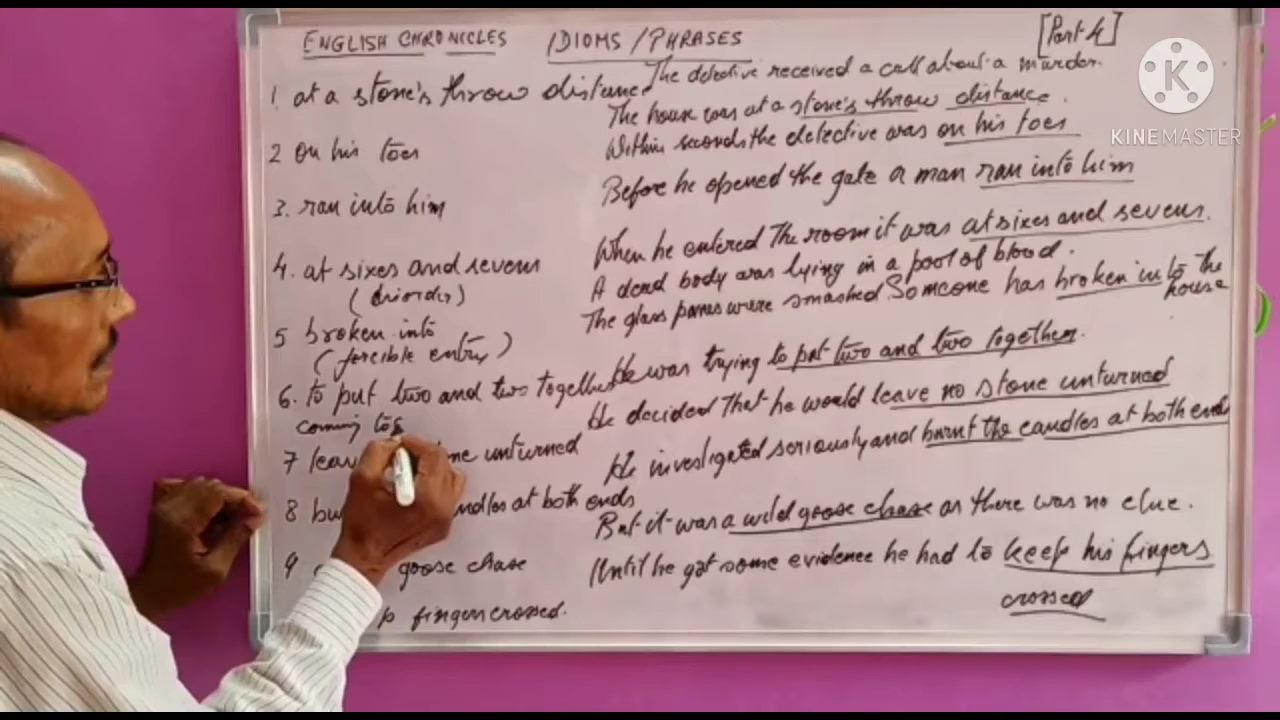 ENGLISH CHRONICLES IDIOMS / PHRASES [Part 4]
KINEMASTER
1. at a stone's throw distance
2 on his toes
3. ran into him
4. at sixes and sevens
(disorder)
5 broken into
(forcible entry)
6. to put two and two together
coming tog
7 unturned
8 at both ends
9 goose chase
fingers crossed.
The detective received a call about a murder.
The house was at a stone's throw distance.
Within seconds the detective was on his toes
Before he opened the gate a man ran into him
When he entered the room it was at sixes and sevens.
A dead body was lying in a pool of blood.
The glass panes were smashed. Someone has broken into the
house
He was trying to put two and two together.
He decided that he would leave no stone unturned
He investigated seriously and burnt the candles at both ends
But it was a wild goose chase as there was no clue.
Until he got some evidence he had to keep his fingers
crossed